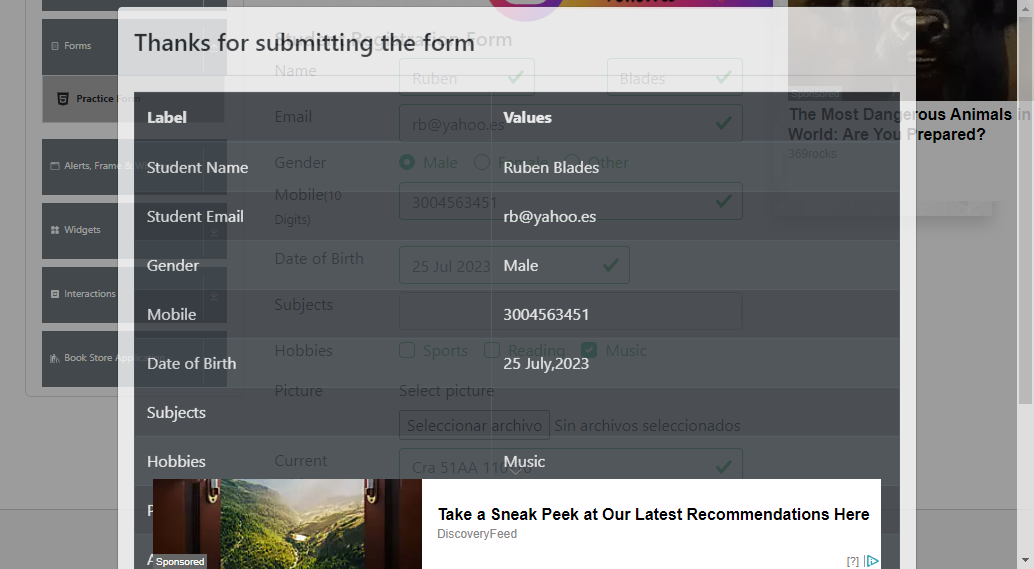 Thanks for submitting the form
Student Registration Form
Forms
Practice Form
Alerts, Frame &
Widgets
Interactions
Book Store Application
Name
Ruben
Blades
Email
rb@yahoo.es
Gender
Male
Female
Other
Mobile(10
Digits)
3004563451
Date of Birth
25 Jul 2023
Subjects
Hobbies
Sports
Reading
Music
Picture
Select picture
Seleccionar archivo Sin archivos seleccionados
Current
Cra 51AA 110
Label Values
Student Name Ruben Blades
Student Email rb@yahoo.es
Gender Male
Mobile 3004563451
Date of Birth 25 July,2023
Subjects
Hobbies Music
P
A
Sponsored
The Most Dangerous Animals in
World: Are You Prepared?
369rocks
Take a Sneak Peek at Our Latest Recommendations Here
DiscoveryFeed
Sponsored
[?]